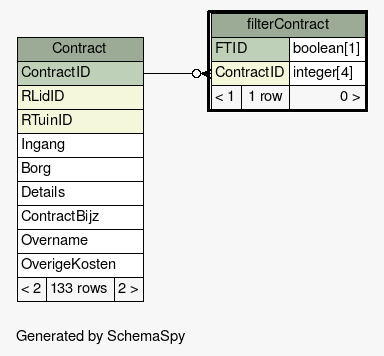 filterContract
FTID boolean[1]
ContractID integer[4]
< 1 1 row 0 >
Contract
ContractID
RLidID
RTuinID
Ingang
Borg
Details
ContractBijz
Overname
OverigeKosten
< 2 133 rows 2 >
Generated by SchemaSpy